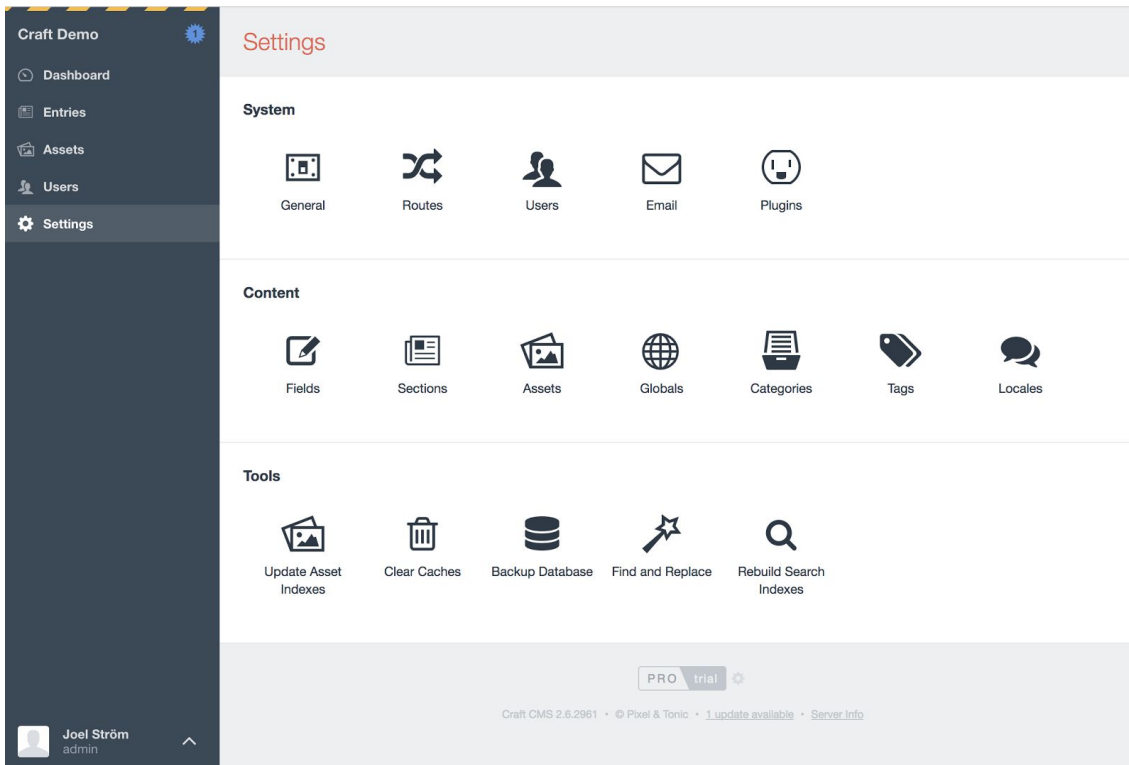 Craft Demo
1
Dashboard
Entries
Assets
Users
Settings
Joel Ström
admin
Settings
System
General
Routes
Users
Email
Plugins
Content
Fields
Sections
Assets
Globals
Categories
Tags
Locales
Tools
Update Asset
Indexes
Clear Caches
Backup Database
Find and Replace
Rebuild Search
Indexes
PRO trial
Craft CMS 2.6.2961 • © Pixel & Tonic • 1 update available • Server Info